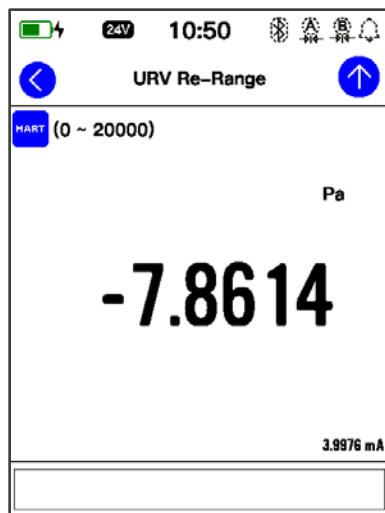 24V 10:50 A B
URV Re-Range
HART (0 ~ 20000)
Pa
-7.8614
3.9976 mA